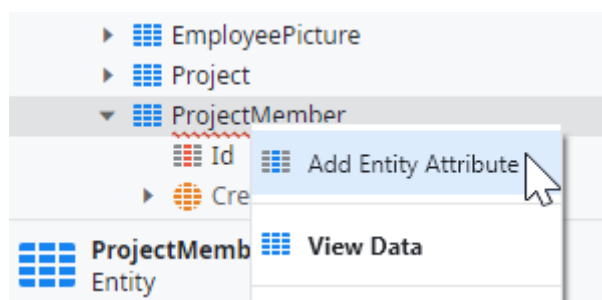 EmployeePicture
Project
ProjectMember
Id
Add Entity Attribute
Cre
ProjectMemb
View Data
Entity